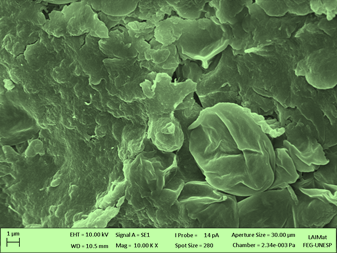 1 µm
EHT = 10.00 kV Signal A = SE1 I Probe = 14 pA Aperture Size = 30.00 µm LAIMat
WD = 10.5 mm Mag = 10.00 K X Spot Size = 280 Chamber = 2.34e-003 Pa FEG-UNESP